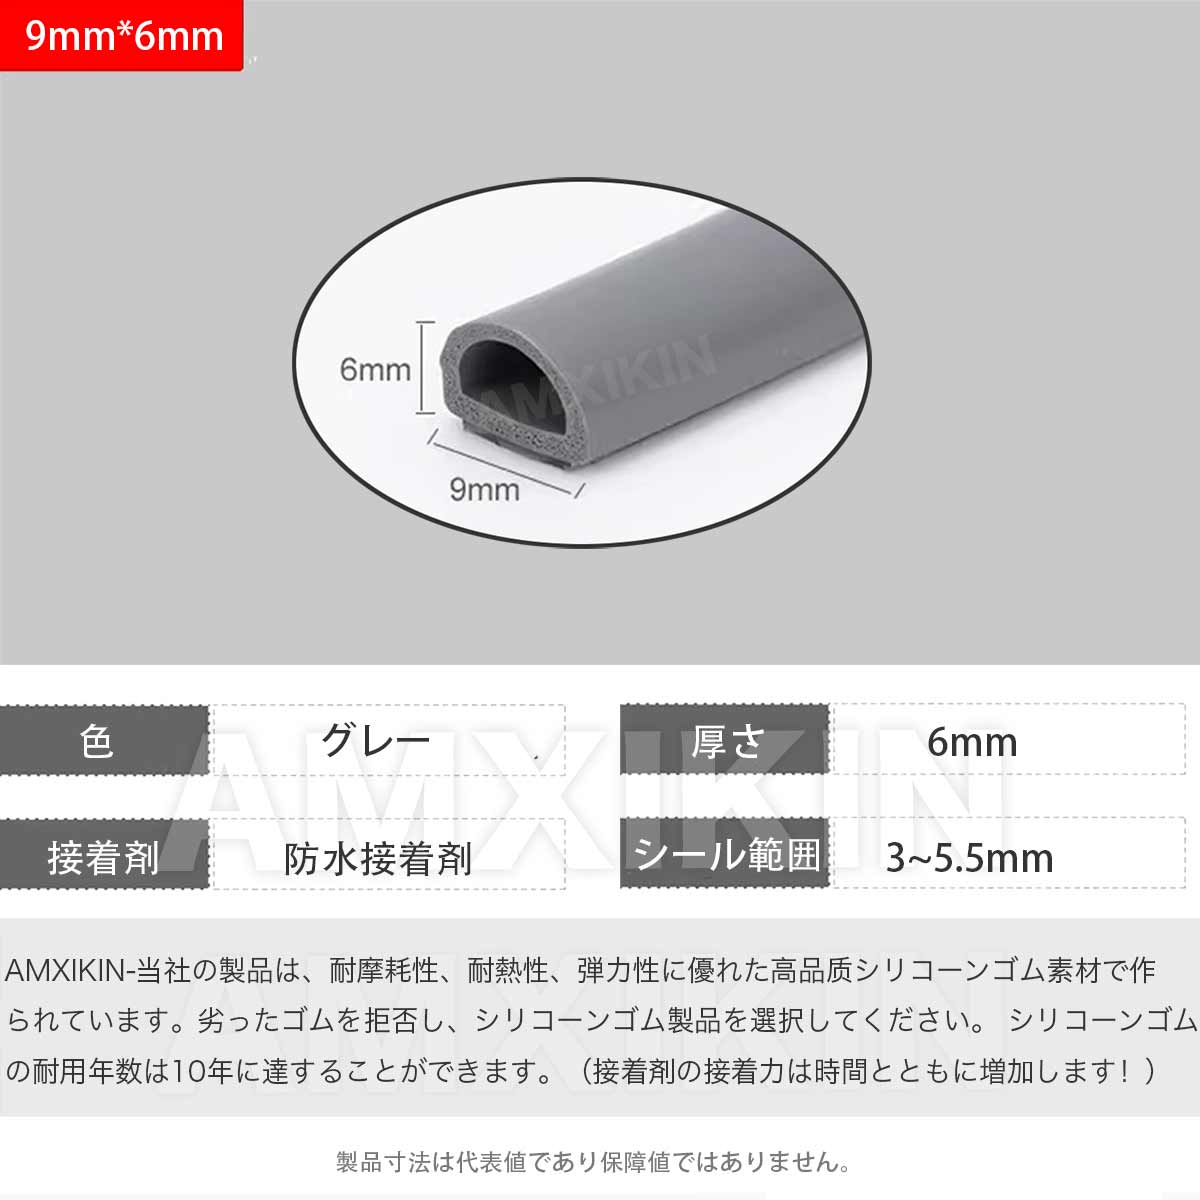 9mm*6mm
AMXIKIN
6mm
9mm
色
グレー
厚さ
6mm
接着剤
防水接着剤
シール範囲
3~5.5mm
AMXIKIN
AMXIKIN-当社の製品は、耐摩耗性、耐熱性、弾力性に優れた高品质シリコーンゴム素材で作
られています。劣ったゴムを拒否し、シリコーンゴム製品を選択してください。 シリコーンゴム
の耐用年数は10年に達することができます。（接着剤の接着力は時間とともに増加します！）
AMXIKIN
製品寸法は代表値であり保障値ではありません。